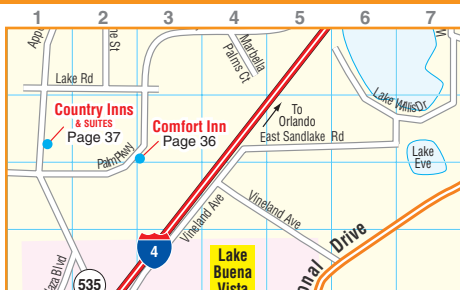 1 2 3 4 5 6 7
Marbella
Palms Ct
Lake Rd
Country Inns
& SUITES
Page 37
Comfort Inn
Page 36
Palm Pkwy
To
Orlando
East Sandlake Rd
Lake Willis Dr
Lake
Eve
Vineland Ave
Vineland Ave
4
Lake
Buena
Vista
Drive
535